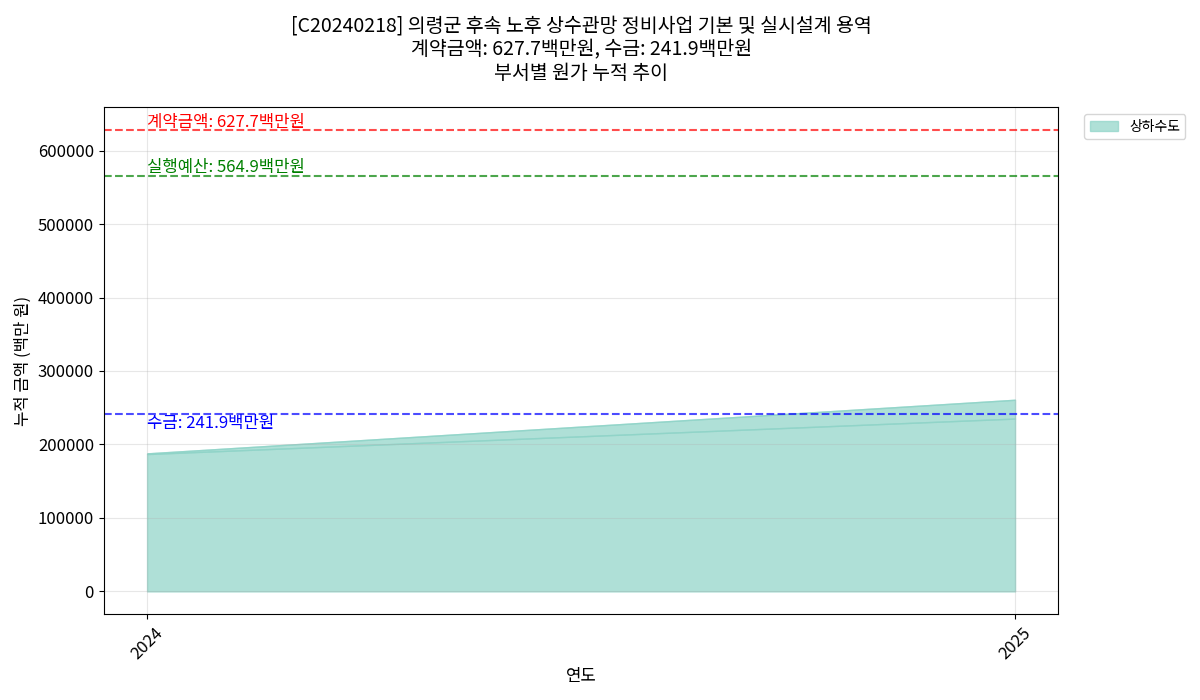 [C20240218] 의령군 후속 노후 상수관망 정비사업 기본 및 실시설계 용역
계약금액: 627.7백만원, 수금: 241.9백만원
부서별 원가 누적 추이
계약금액: 627.7백만원
실행예산: 564.9백만원
수금: 241.9백만원
상하수도
누적 금액 (백만 원)
600000
500000
400000
300000
200000
100000
0
2024
2025
연도